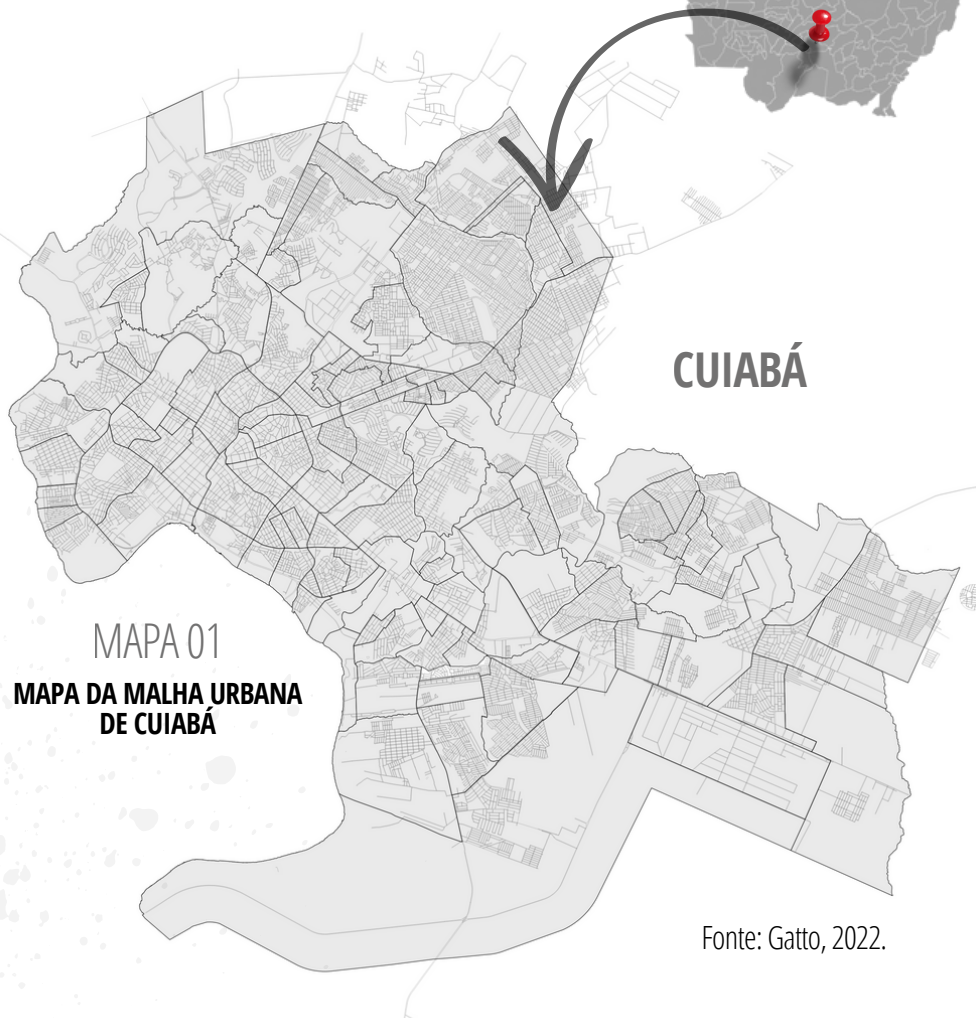 CUIABÁ
MAPA 01
MAPA DA MALHA URBANA
DE CUIABÁ
Fonte: Gatto, 2022.